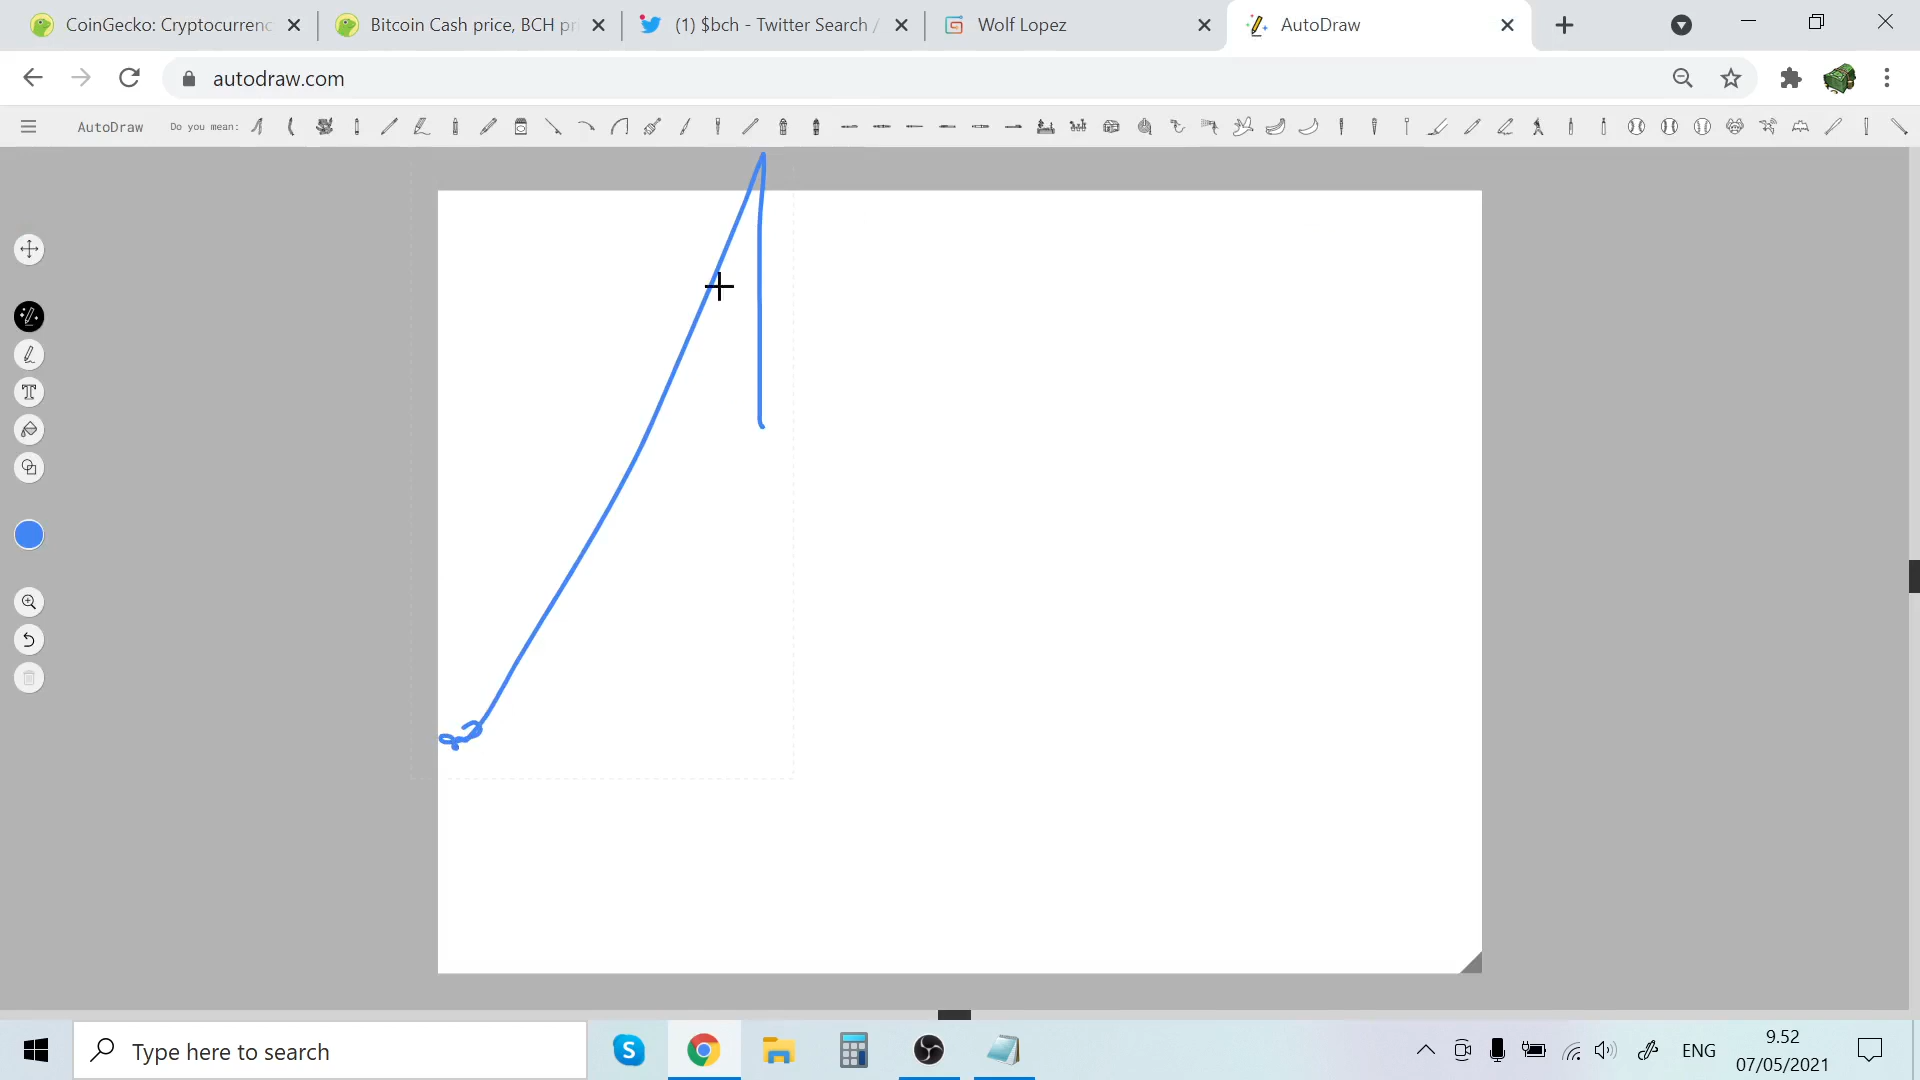 CoinGecko: Cryptocurrenc
Bitcoin Cash price, BCH pr
(1) $bch - Twitter Search /
Wolf Lopez
AutoDraw
autodraw.com
AutoDraw
Do you mean:
Type here to search
ENG
9.52
07/05/2021